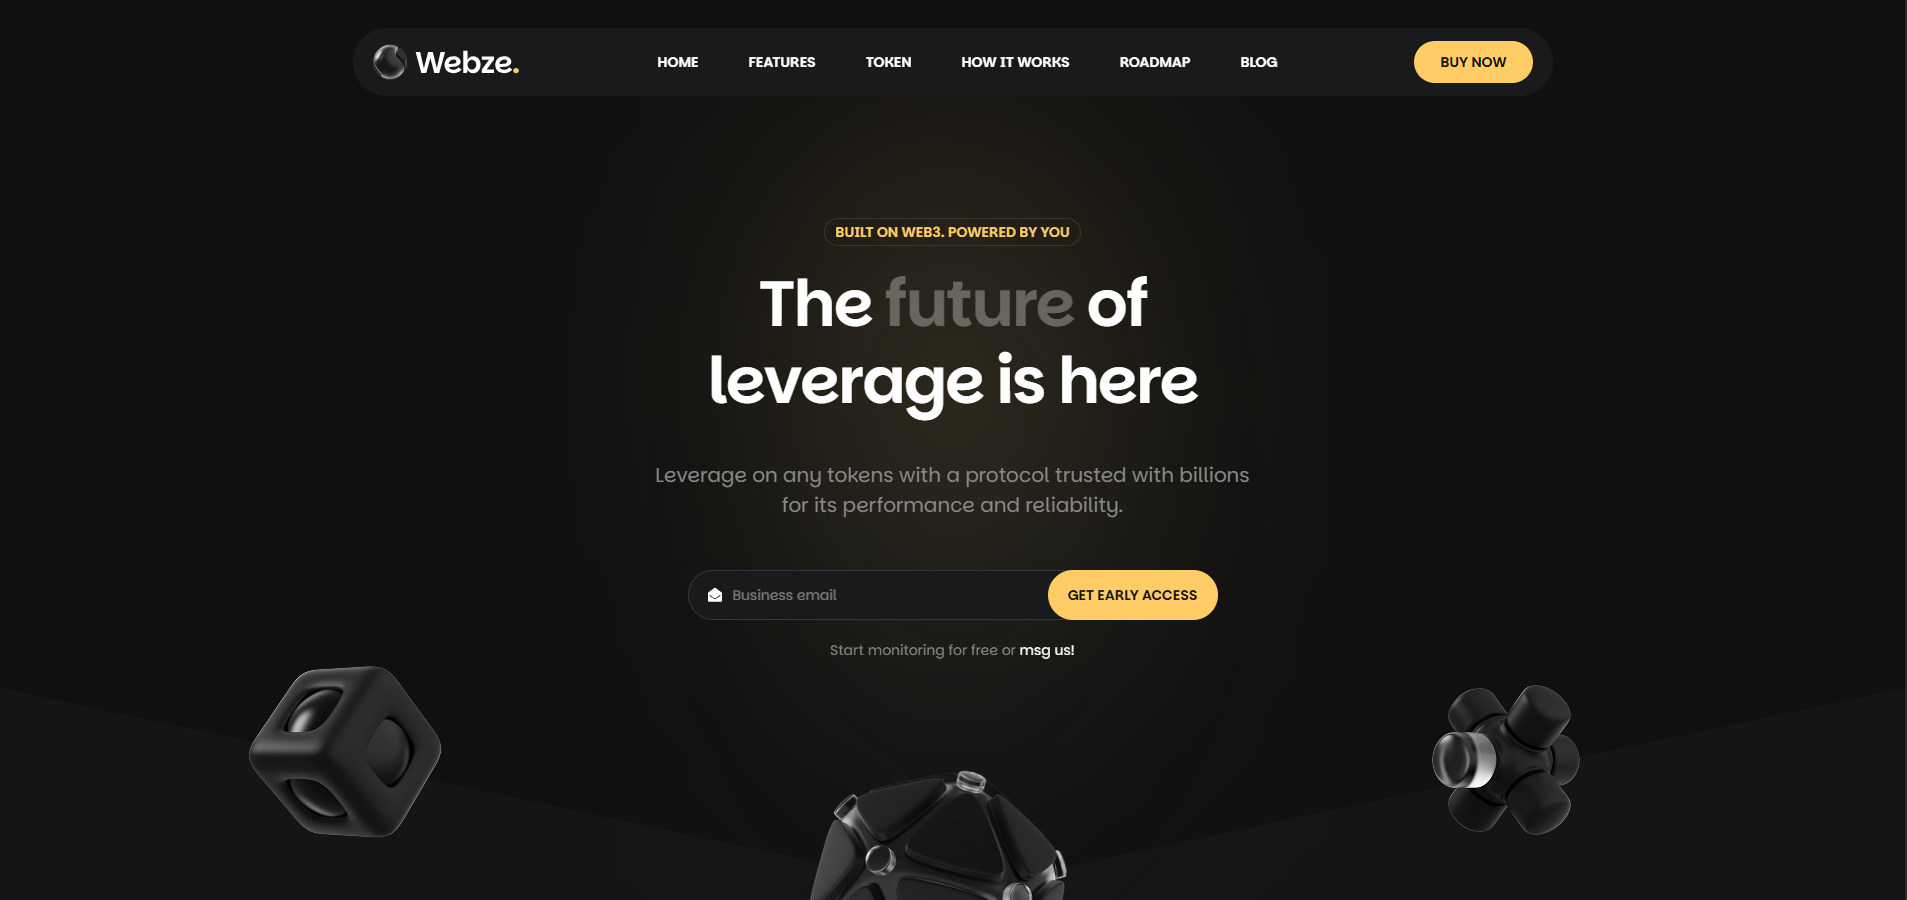 Webze.
HOME
FEATURES
TOKEN
HOW IT WORKS
ROADMAP
BLOG
BUY NOW
BUILT ON WEB3. POWERED BY YOU
The future of
leverage is here
Leverage on any tokens with a protocol trusted with billions
for its performance and reliability.
Business email
GET EARLY ACCESS
Start monitoring for free or msg us!